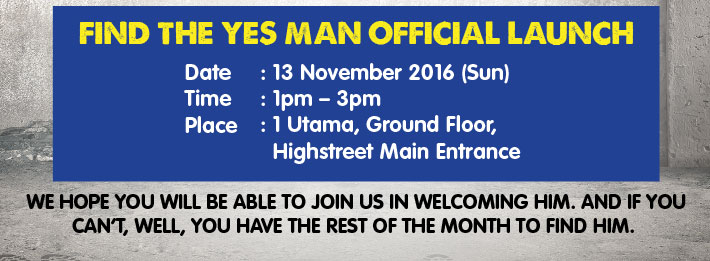 FIND THE YES MAN OFFICIAL LAUNCH
Date : 13 November 2016 (Sun)
Time : 1pm – 3pm
Place : 1 Utama, Ground Floor,
Highstreet Main Entrance
WE HOPE YOU WILL BE ABLE TO JOIN US IN WELCOMING HIM. AND IF YOU
CAN'T, WELL, YOU HAVE THE REST OF THE MONTH TO FIND HIM.